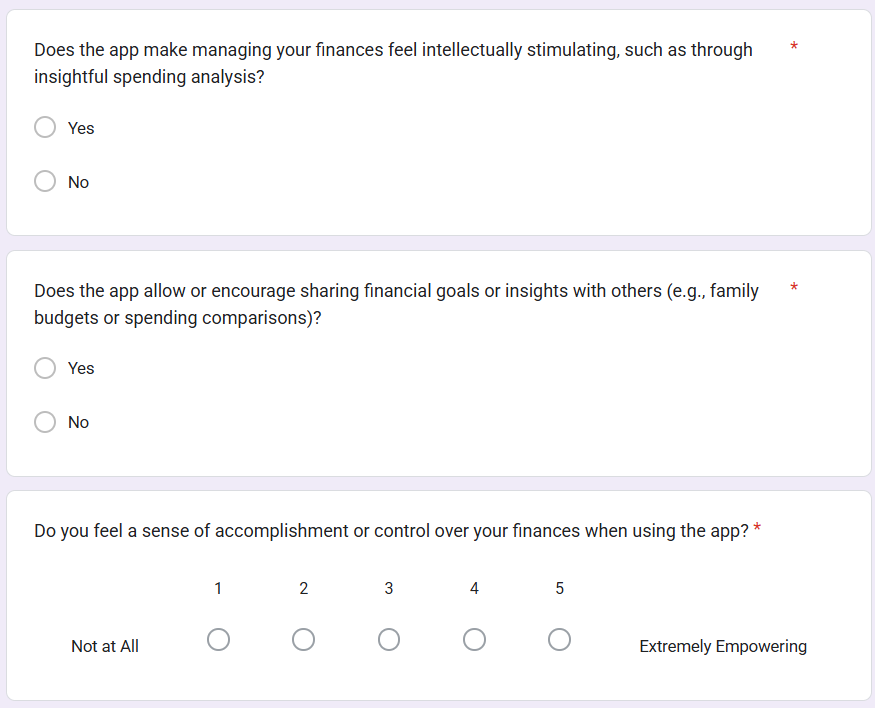 Does the app make managing your finances feel intellectually stimulating, such as through *
insightful spending analysis?
Yes
No
Does the app allow or encourage sharing financial goals or insights with others (e.g., family *
budgets or spending comparisons)?
Yes
No
Do you feel a sense of accomplishment or control over your finances when using the app? *
1 2 3 4 5
Not at All Extremely Empowering